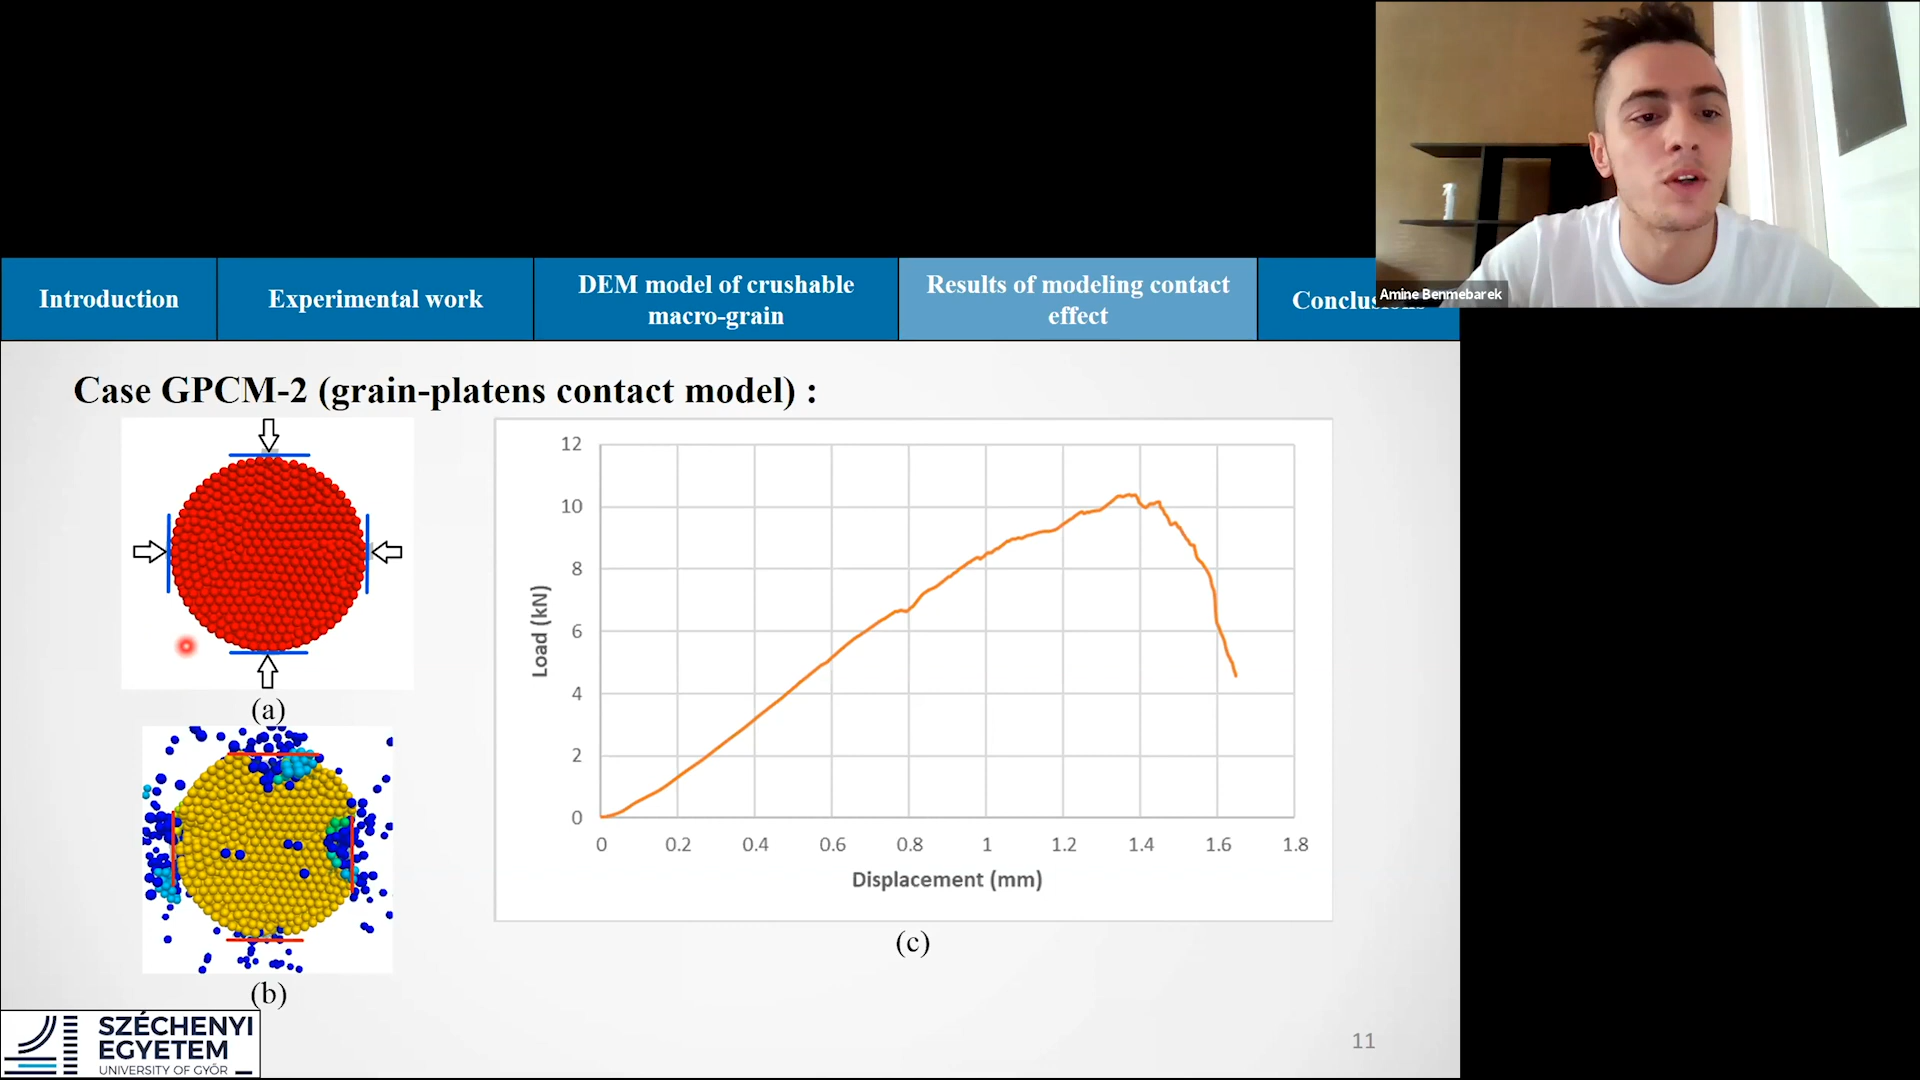 Amine Benmebarek
Introduction
Experimental work
DEM model of crushable
macro-grain
Results of modeling contact
effect
Case GPCM-2 (grain-platens contact model) :
(a)
(b)
12
10
8
6
4
2
0
Load (kN)
0 0.2 0.4 0.6 0.8 1 1.2 1.4 1.6 1.8
Displacement (mm)
(c)
SZÉCHENYI
EGYETEM
UNIVERSITY OF GYŐR
11